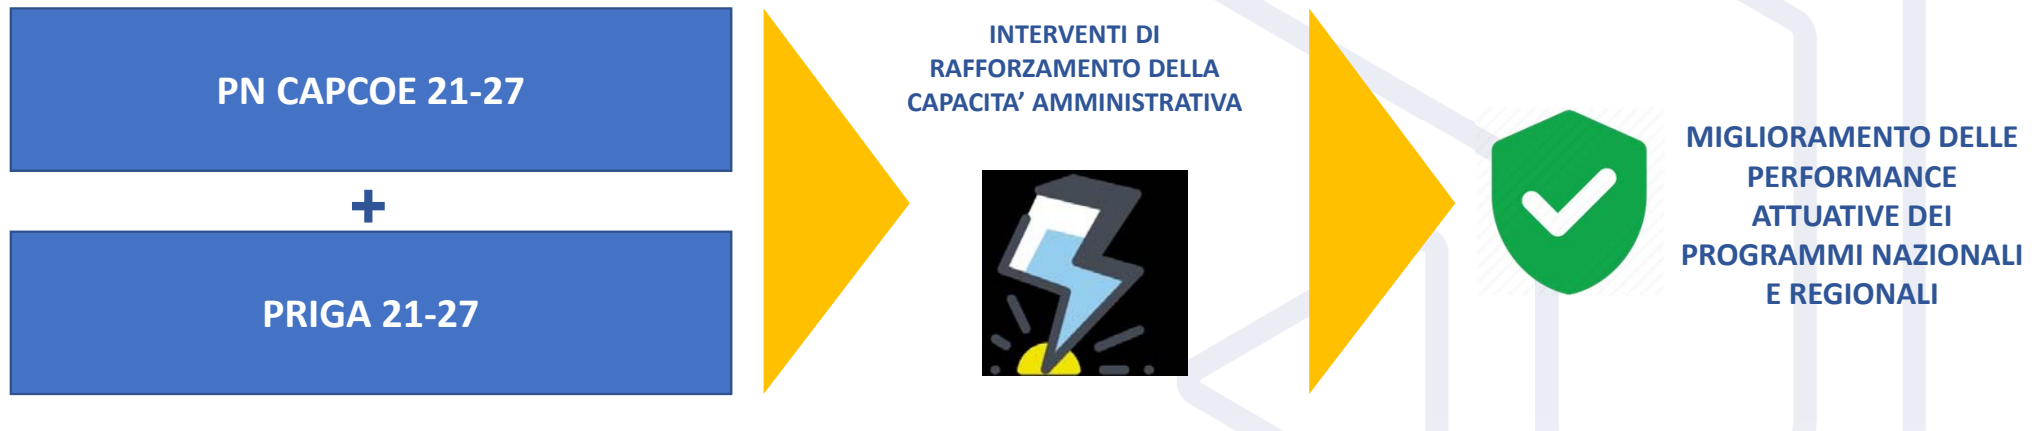 PN CAPCOE 21-27
+
PRIGA 21-27
INTERVENTI DI
RAFFORZAMENTO DELLA
CAPACITA’ AMMINISTRATIVA
MIGLIORAMENTO DELLE
PERFORMANCE
ATTUATIVE DEI
PROGRAMMI NAZIONALI
E REGIONALI